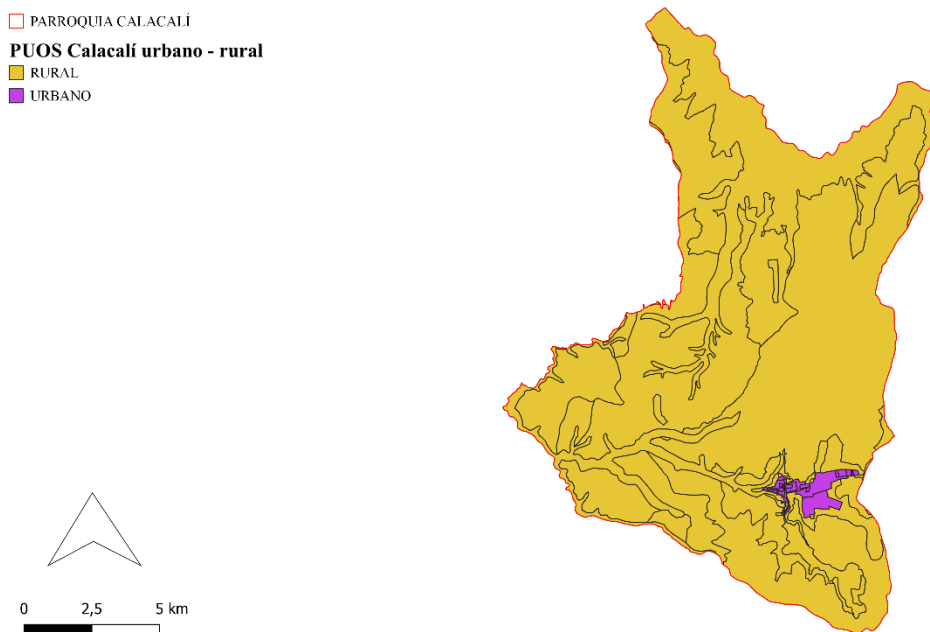 PARROQUIA CALACALÍ
PUOS Calacalí urbano - rural
RURAL
URBANO
0 2,5 5 km